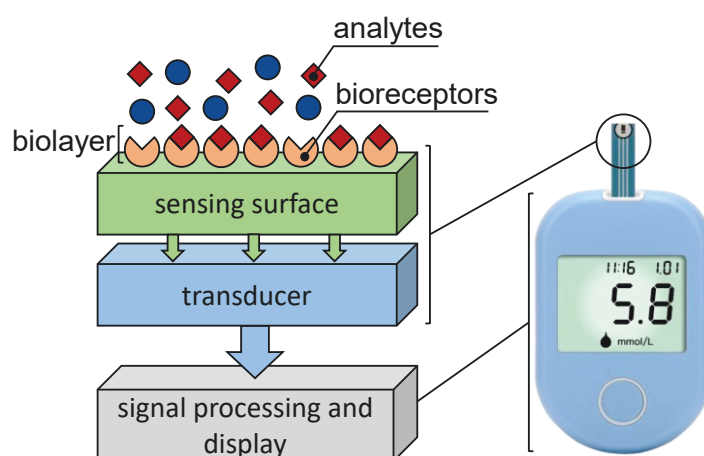 analytes
bioreceptors
biolayer
sensing surface
transducer
signal processing and
display
11:16 1.01
5.8
mmol/L